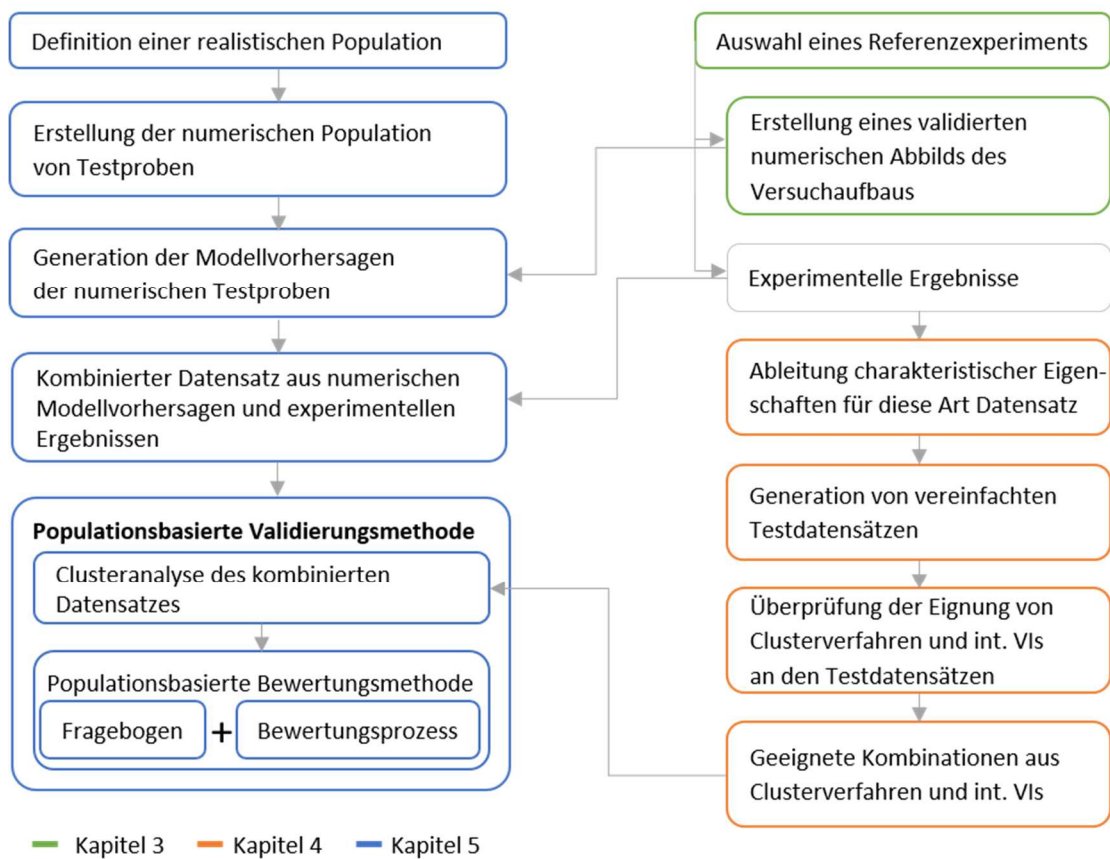 Definition einer realistischen Population
Erstellung der numerischen Population
von Testproben
Generation der Modellvorhersagen
der numerischen Testproben
Kombinierter Datensatz aus numerischen
Modellvorhersagen und experimentellen
Ergebnissen
Populationsbasierte Validierungsmethode
Clusteranalyse des kombinierten
Datensatzes
Populationsbasierte Bewertungsmethode
Fragebogen + Bewertungsprozess
Auswahl eines Referenzexperiments
Erstellung eines validierten
numerischen Abbilds des
Versuchaufbaus
Experimentelle Ergebnisse
Ableitung charakteristischer Eigen-
schaften für diese Art Datensatz
Generation von vereinfachten
Testdatensätzen
Überprüfung der Eignung von
Clusterverfahren und int. VIs
an den Testdatensätzen
Geeignete Kombinationen aus
Clusterverfahren und int. VIs
Kapitel 3 Kapitel 4 Kapitel 5